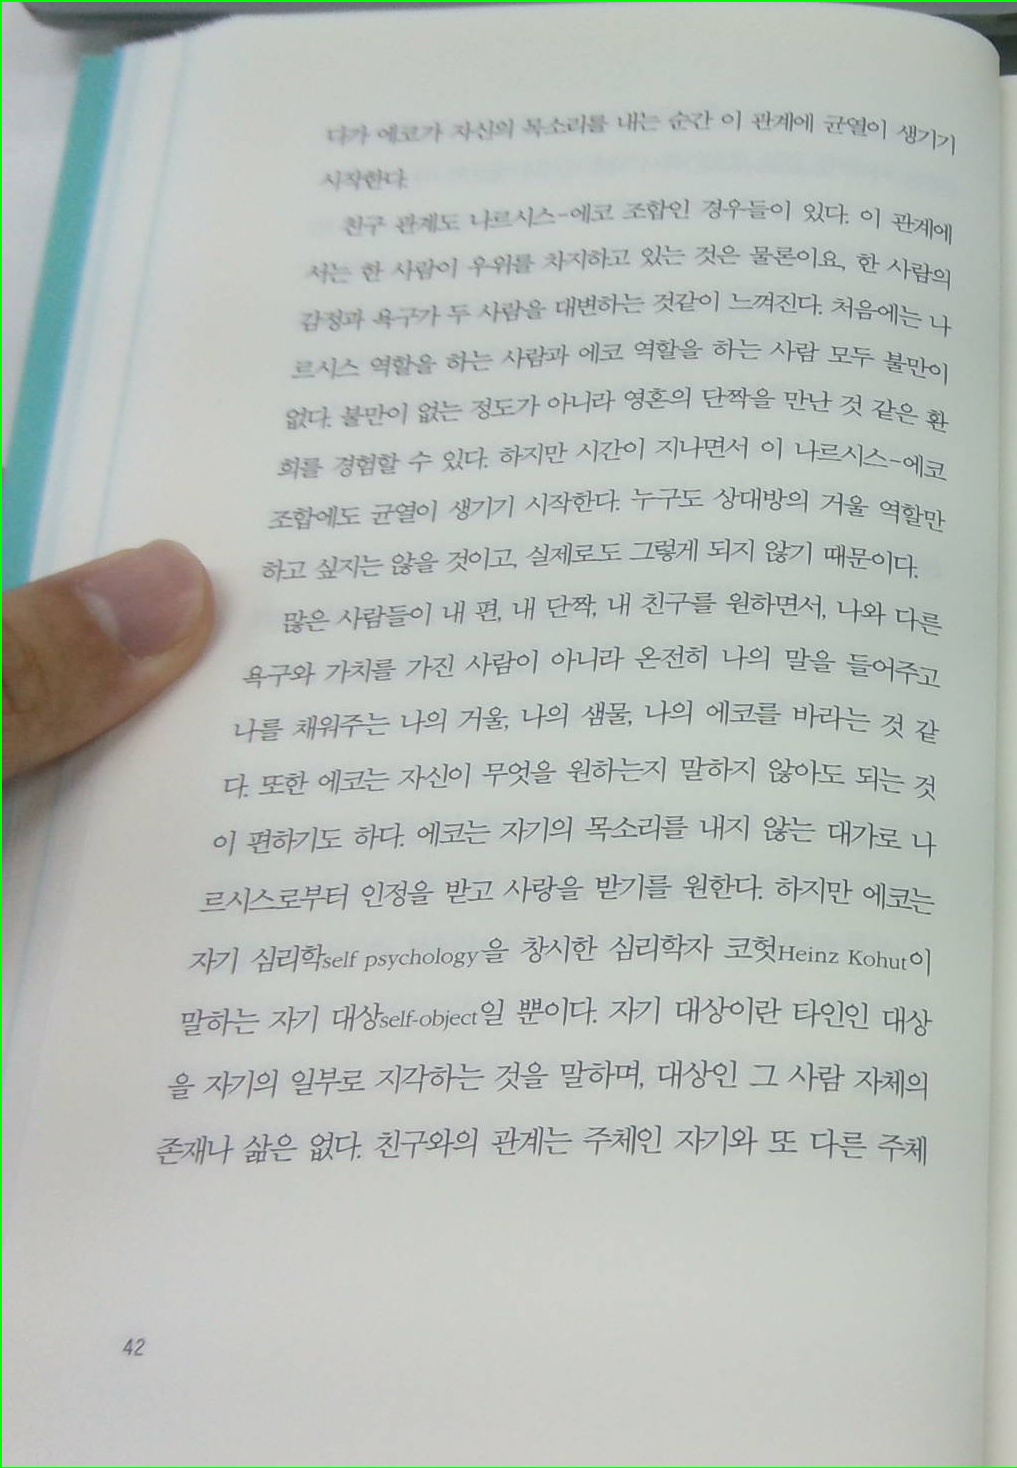 다가 에코가 자신의 목소리를 내는 순간 이 관계에 균열이 생기기
시작한다.
친구 관계도 나르시스-에코 조합인 경우들이 있다. 이 관계에
서는 한 사람이 우위를 차지하고 있는 것은 물론이요, 한 사람의
감정과 욕구가 두 사람을 대변하는 것같이 느껴진다. 처음에는 나
르시스 역할을 하는 사람과 에코 역할을 하는 사람 모두 불만이
없다. 불만이 없는 정도가 아니라 영혼의 단짝을 만난 것 같은 환
희를 경험할 수 있다. 하지만 시간이 지나면서 이 나르시스-에코
조합에도 균열이 생기기 시작한다. 누구도 상대방의 거울 역할만
하고 싶지는 않을 것이고, 실제로도 그렇게 되지 않기 때문이다.
많은 사람들이 내 편, 내 단짝, 내 친구를 원하면서, 나와 다른
욕구와 가치를 가진 사람이 아니라 온전히 나의 말을 들어주고
나를 채워주는 나의 거울, 나의 샘물, 나의 에코를 바라는 것 같
다. 또한 에코는 자신이 무엇을 원하는지 말하지 않아도 되는 것
이 편하기도 하다. 에코는 자기의 목소리를 내지 않는 대가로 나
르시스로부터 인정을 받고 사랑을 받기를 원한다. 하지만 에코는
자기 심리학self psychology을 창시한 심리학자 코헛Heinz Kohut이
말하는 자기 대상self-object일 뿐이다. 자기 대상이란 타인인 대상
을 자기의 일부로 지각하는 것을 말하며, 대상인 그 사람 자체의
존재나 삶은 없다. 친구와의 관계는 주체인 자기와 또 다른 주체
42